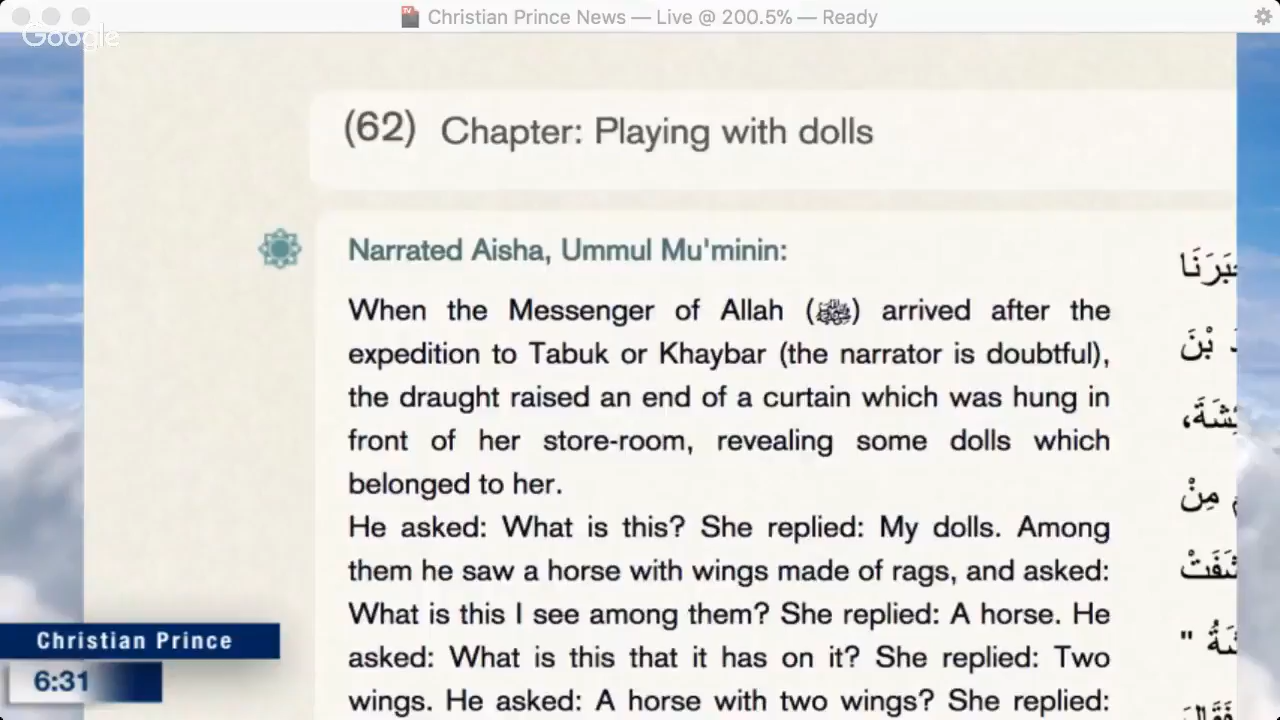 Christian Prince News — Live @ 200.5% — Ready
Google
(62) Chapter: Playing with dolls
Narrated Aisha, Ummul Mu'minin:
When the Messenger of Allah (ﷺ) arrived after the
expedition to Tabuk or Khaybar (the narrator is doubtful),
the draught raised an end of a curtain which was hung in
front of her store-room, revealing some dolls which
belonged to her.
He asked: What is this? She replied: My dolls. Among
them he saw a horse with wings made of rags, and asked:
What is this I see among them? She replied: A horse. He
asked: What is this that it has on it? She replied: Two
wings. He asked: A horse with two wings? She replied:
بْنَ
مِنْ
Christian Prince
6:31